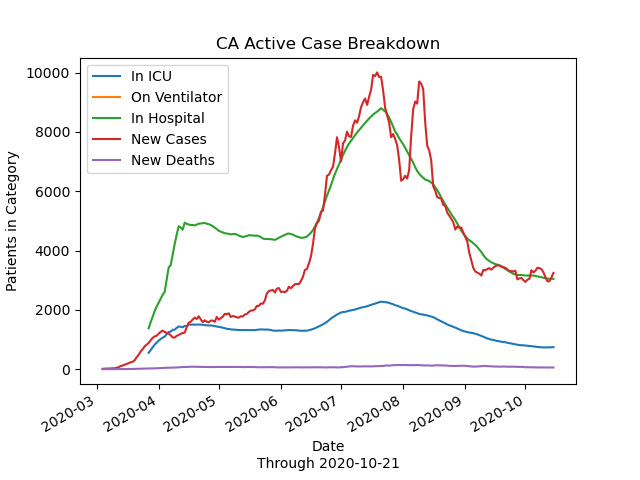 CA Active Case Breakdown
In ICU
On Ventilator
In Hospital
New Cases
New Deaths
Patients in Category
10000
8000
6000
4000
2000
0
2020-03
2020-04
2020-05
2020-06
2020-07
2020-08
2020-09
2020-10
Date
Through 2020-10-21